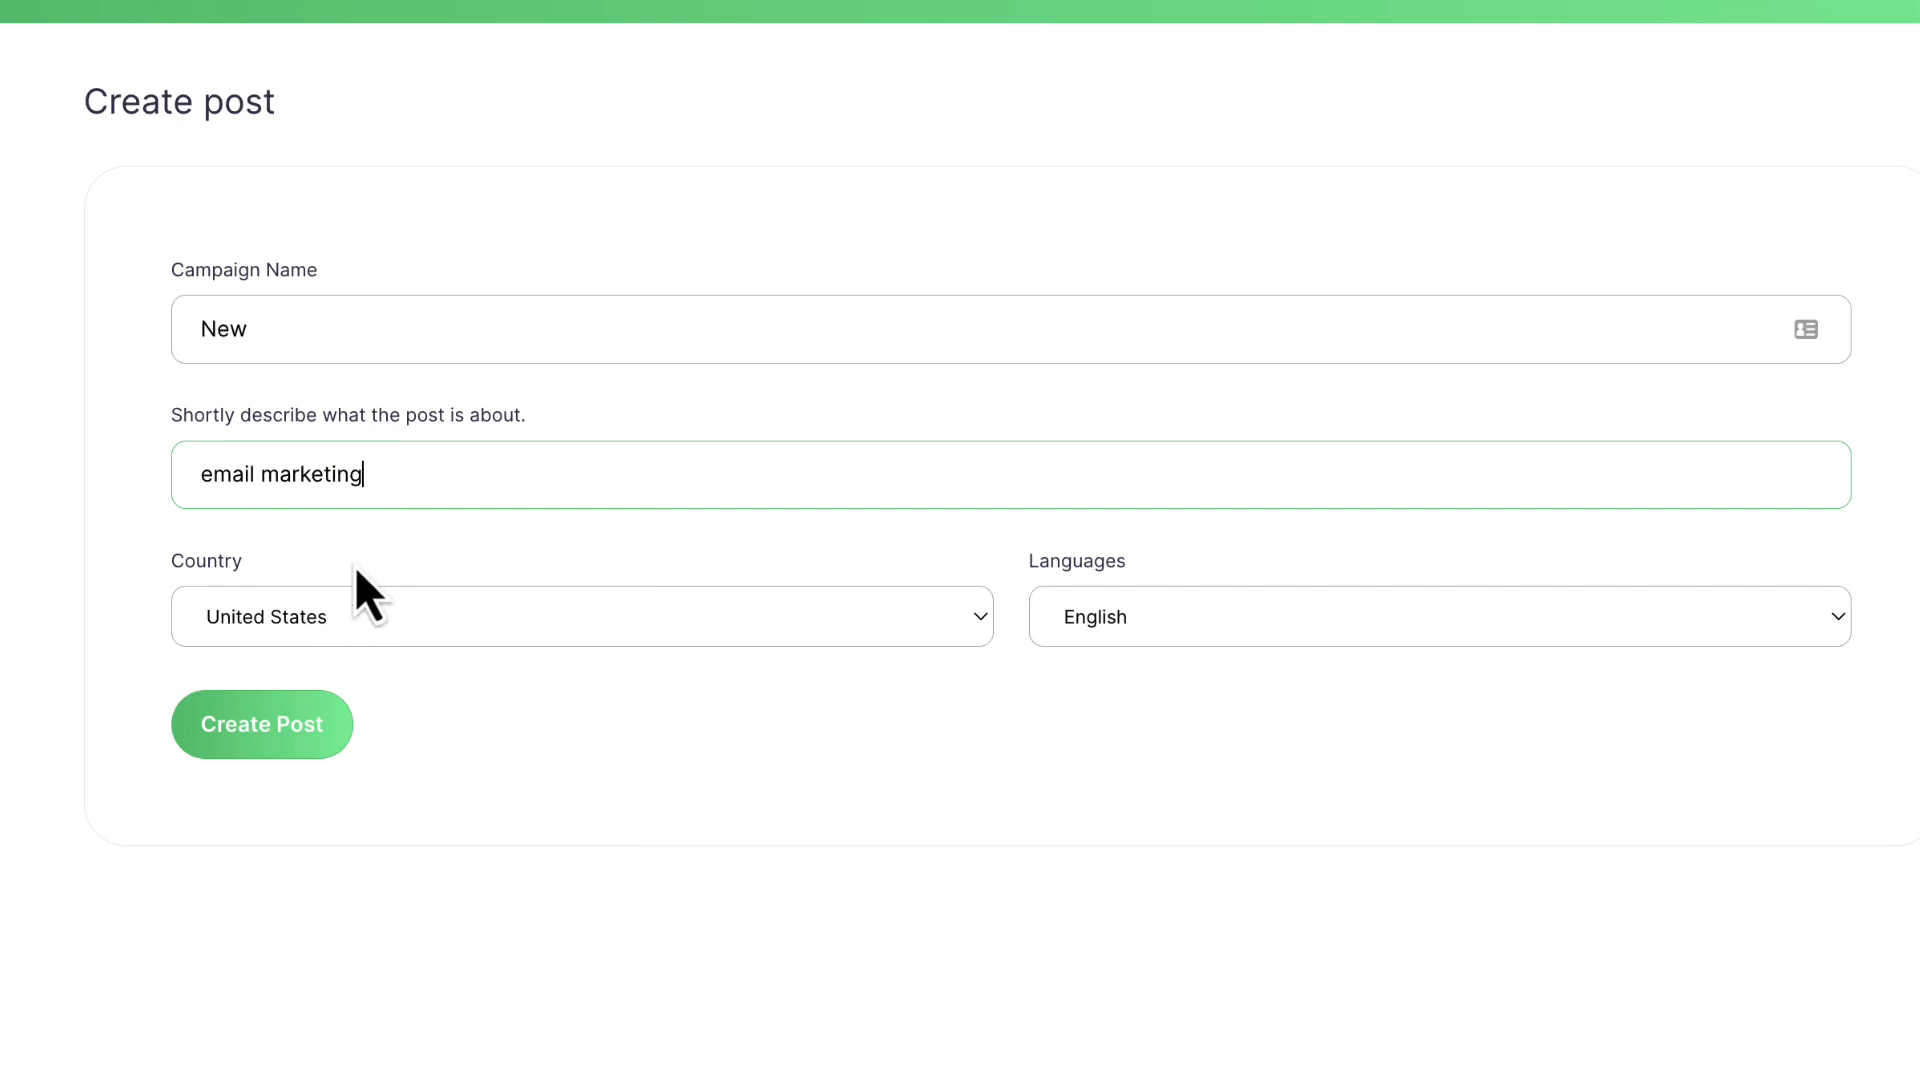 Create post
Campaign Name
New
Shortly describe what the post is about.
email marketing
Country
Languages
United States
English
Create Post